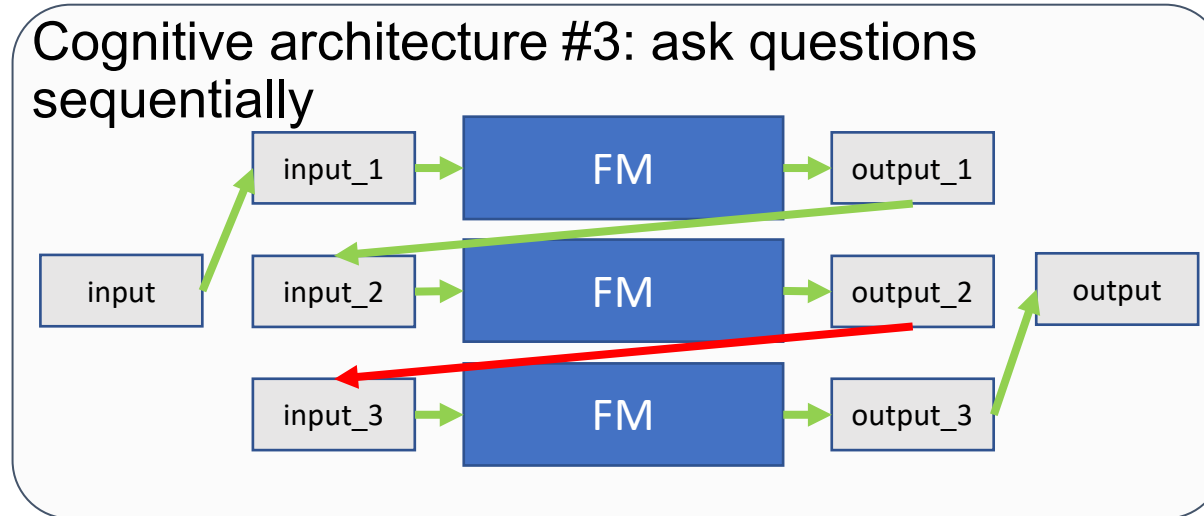 Cognitive architecture #3: ask questions
sequentially
input_1
FM
output_1
input
input_2
FM
output_2
output
input_3
FM
output_3